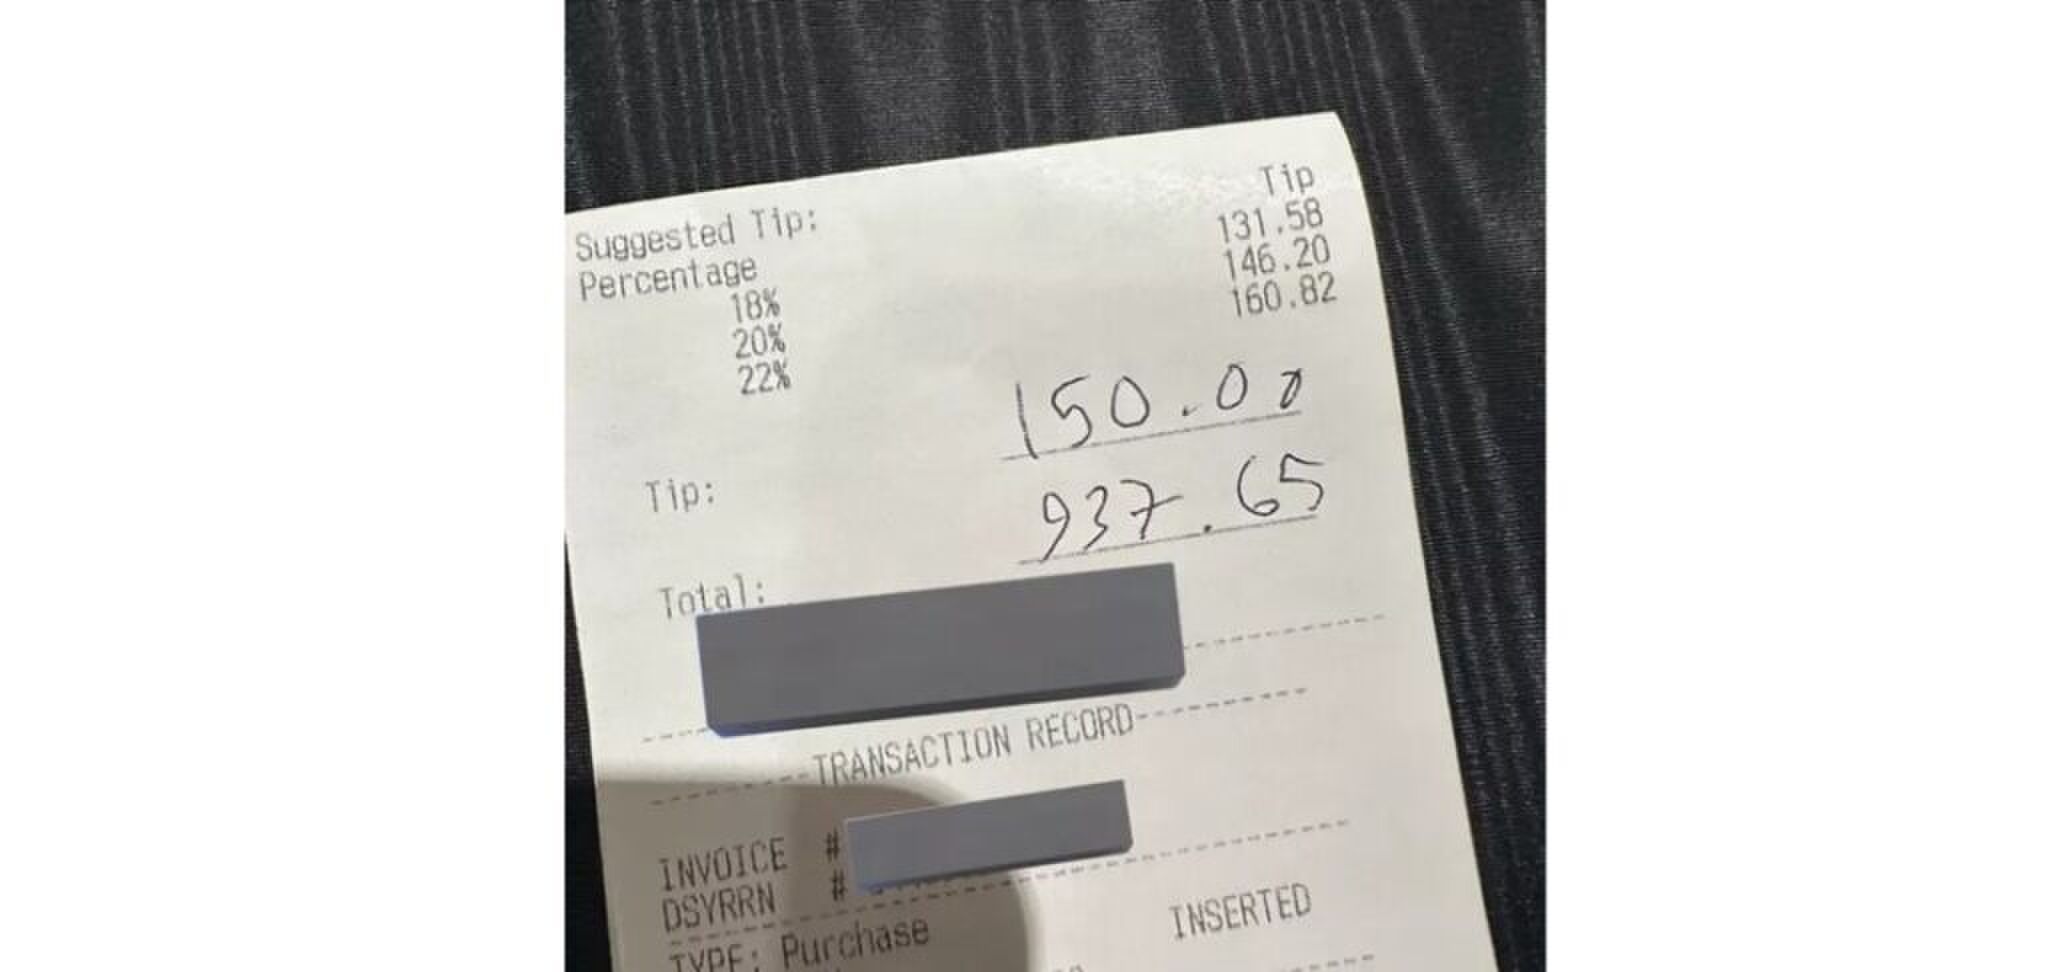 Suggested Tip:
Percentage Tip
18% 131.58
20% 146.20
22% 160.82
Tip: 150.00
Total: 937.65
TRANSACTION RECORD
INVOICE #
DSYRRN #
TYPE: Purchase INSERTED